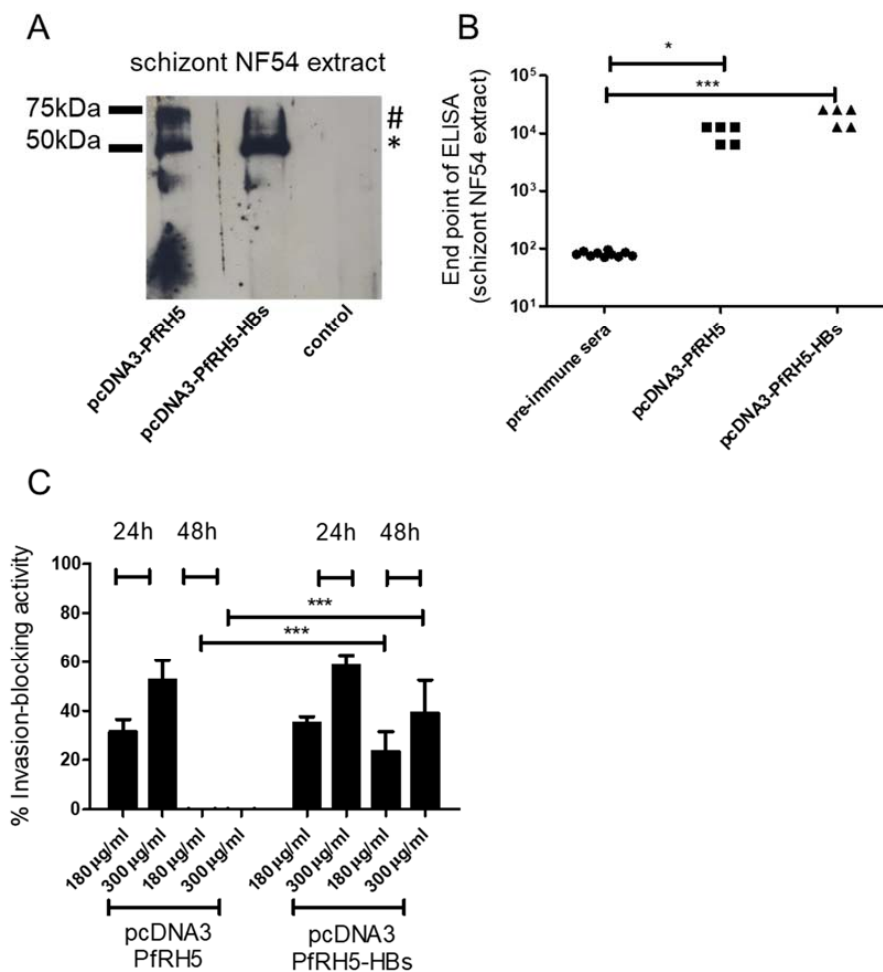 A
schizont NF54 extract
75kDa
#
50kDa
*
pcDNA3-PfRH5
pcDNA3-PfRH5-HBs
control
B
*
***
End point of ELISA
(schizont NF54 extract)
10⁵
10⁴
10³
10²
10¹
pre-immune sera
pcDNA3-PfRH5
pcDNA3-PfRH5-HBs
C
24h 48h 24h 48h
% Invasion-blocking activity
100
80
60
40
20
0
***
***
180 µg/ml
300 µg/ml
180 µg/ml
300 µg/ml
180 µg/ml
300 µg/ml
180 µg/ml
300 µg/ml
pcDNA3
PfRH5
pcDNA3
PfRH5-HBs